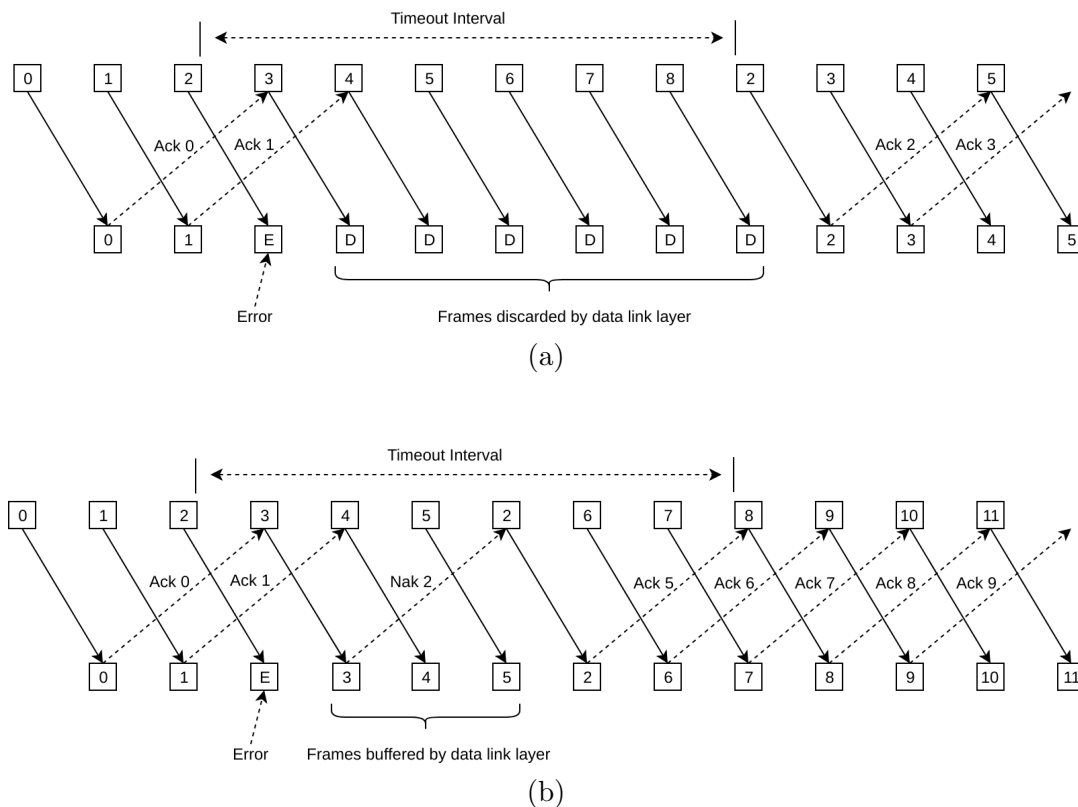 Timeout Interval
0 1 2 3 4 5 6 7 8 2 3 4 5
Ack 0 Ack 1 Ack 2 Ack 3
0 1 E D D D D D D 2 3 4 5
Error Frames discarded by data link layer
(a)
Timeout Interval
0 1 2 3 4 5 2 6 7 8 9 10 11
Ack 0 Ack 1 Nak 2 Ack 5 Ack 6 Ack 7 Ack 8 Ack 9
0 1 E 3 4 5 2 6 7 8 9 10 11
Error Frames buffered by data link layer
(b)